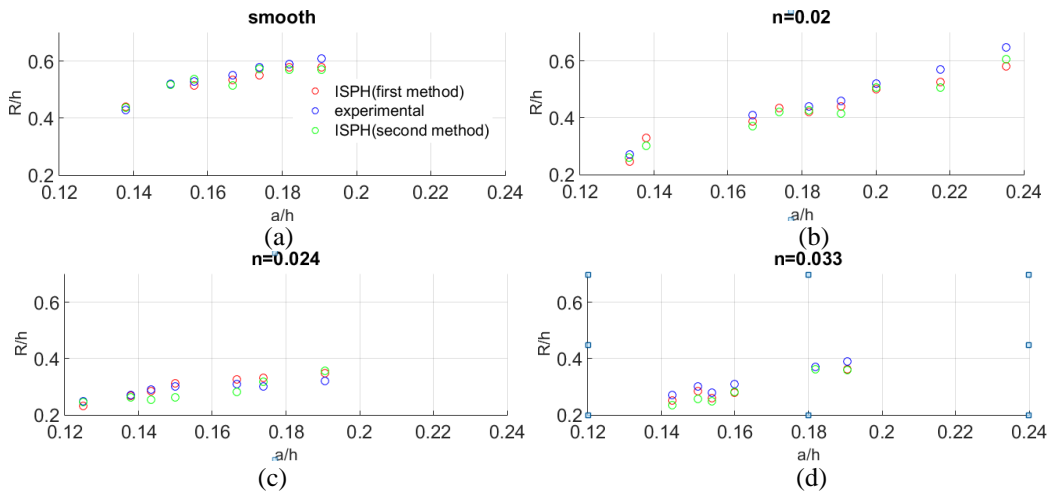 smooth
R/h
0.6
0.4
0.2
ISPH(first method)
experimental
ISPH(second method)
0.12 0.14 0.16 0.18 0.2 0.22 0.24
a/h
(a)
n=0.02
R/h
0.6
0.4
0.2
0.12 0.14 0.16 0.18 0.2 0.22 0.24
a/h
(b)
n=0.024
R/h
0.6
0.4
0.2
0.12 0.14 0.16 0.18 0.2 0.22 0.24
a/h
(c)
n=0.033
R/h
0.6
0.4
0.2
0.12 0.14 0.16 0.18 0.2 0.22 0.24
a/h
(d)